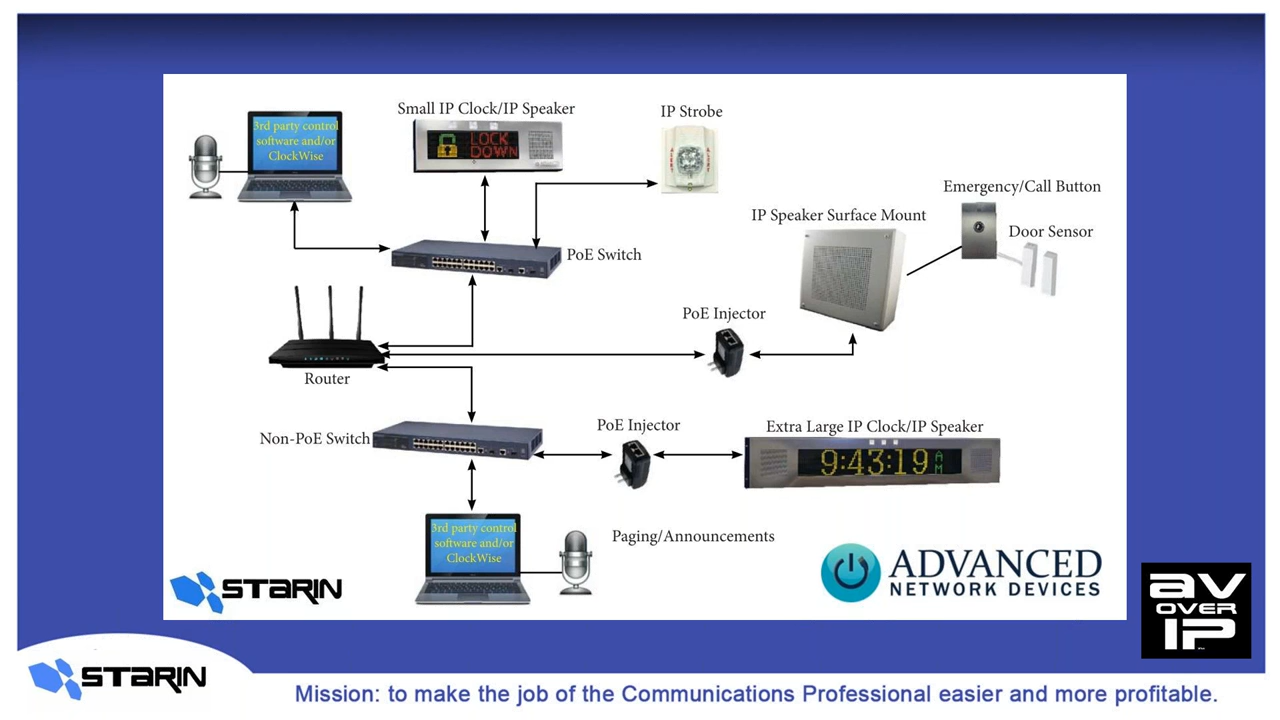 Small IP Clock/IP Speaker
IP Strobe
3rd party control
software and/or
ClockWise
LOCK
DOWN
Emergency/Call Button
IP Speaker Surface Mount
Door Sensor
PoE Switch
PoE Injector
Router
Non-PoE Switch
PoE Injector
Extra Large IP Clock/IP Speaker
9:43:19 AM
3rd party control
software and/or
ClockWise
Paging/Announcements
STARIN
ADVANCED
NETWORK DEVICES
AV
OVER
IP
STARIN
Mission: to make the job of the Communications Professional easier and more profitable.